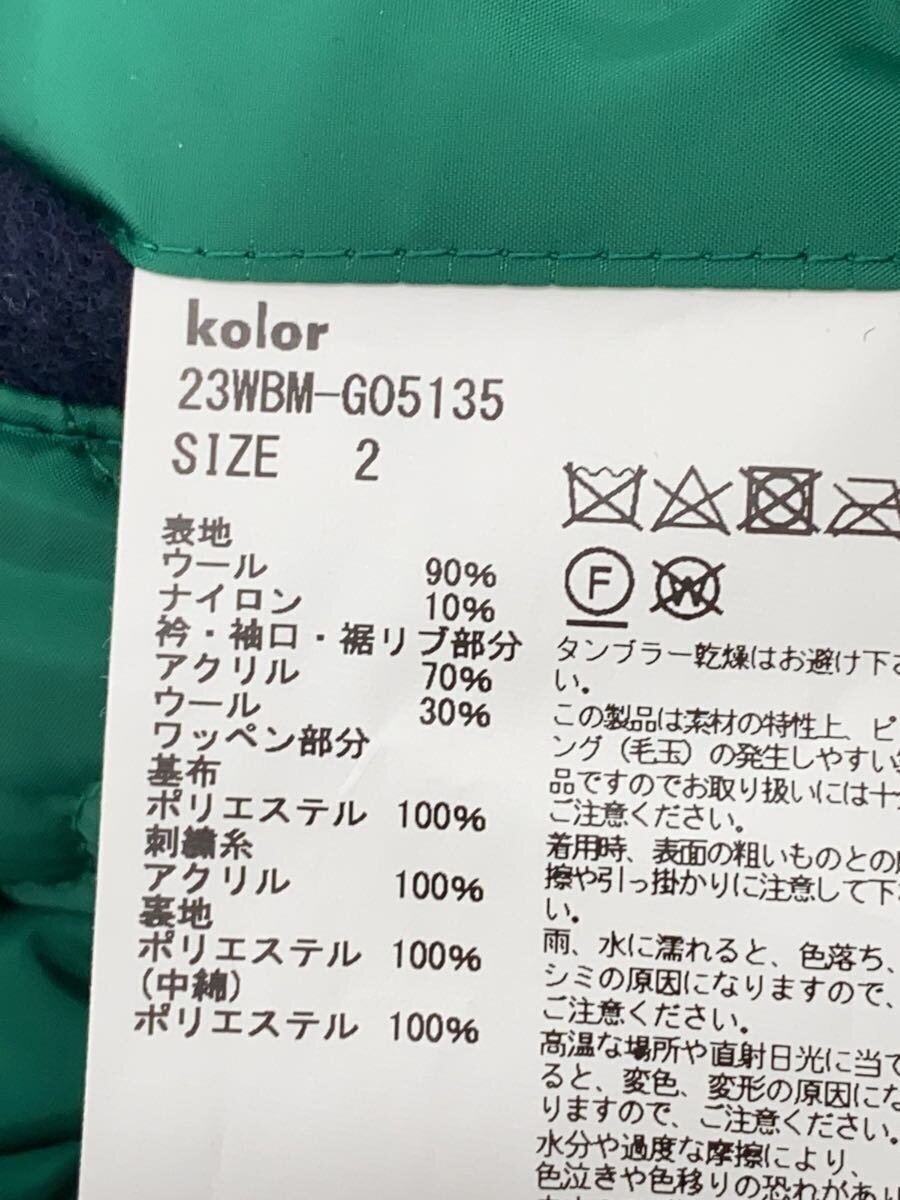 kolor
23WBM-G05135
SIZE 2
表地
ウール 90%
ナイロン 10%
衿・袖口・裾リブ部分
アクリル 70%
ウール 30%
ワッペン部分
基布
ポリエステル 100%
刺繍糸
アクリル 100%
裏地
ポリエステル 100%
(中綿)
ポリエステル 100%
F
W
タンブラー乾燥はお避け下さ
い。
この製品は素材の特性上、ピ
ング(毛玉)の発生しやすい
品ですのでお取り扱いには十
ご注意ください。
着用時、表面の粗いものとの
擦や引っ掛かりに注意して下さ
い。
雨、水に濡れると、色落ち、
シミの原因になりますので、
ご注意ください。
高温な場所や直射日光に当て
ると、変色、変形の原因にな
りますので、ご注意ください。
水分や過度な摩擦により、
色泣きや色移りの恐れがあり